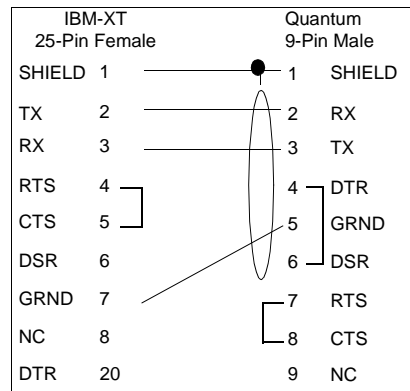 IBM-XT Quantum
25-Pin Female 9-Pin Male
SHIELD 1 1 SHIELD
TX 2 2 RX
RX 3 3 TX
RTS 4 4 DTR
CTS 5 5 GRND
DSR 6 6 DSR
GRND 7 7 RTS
NC 8 8 CTS
DTR 20 9 NC